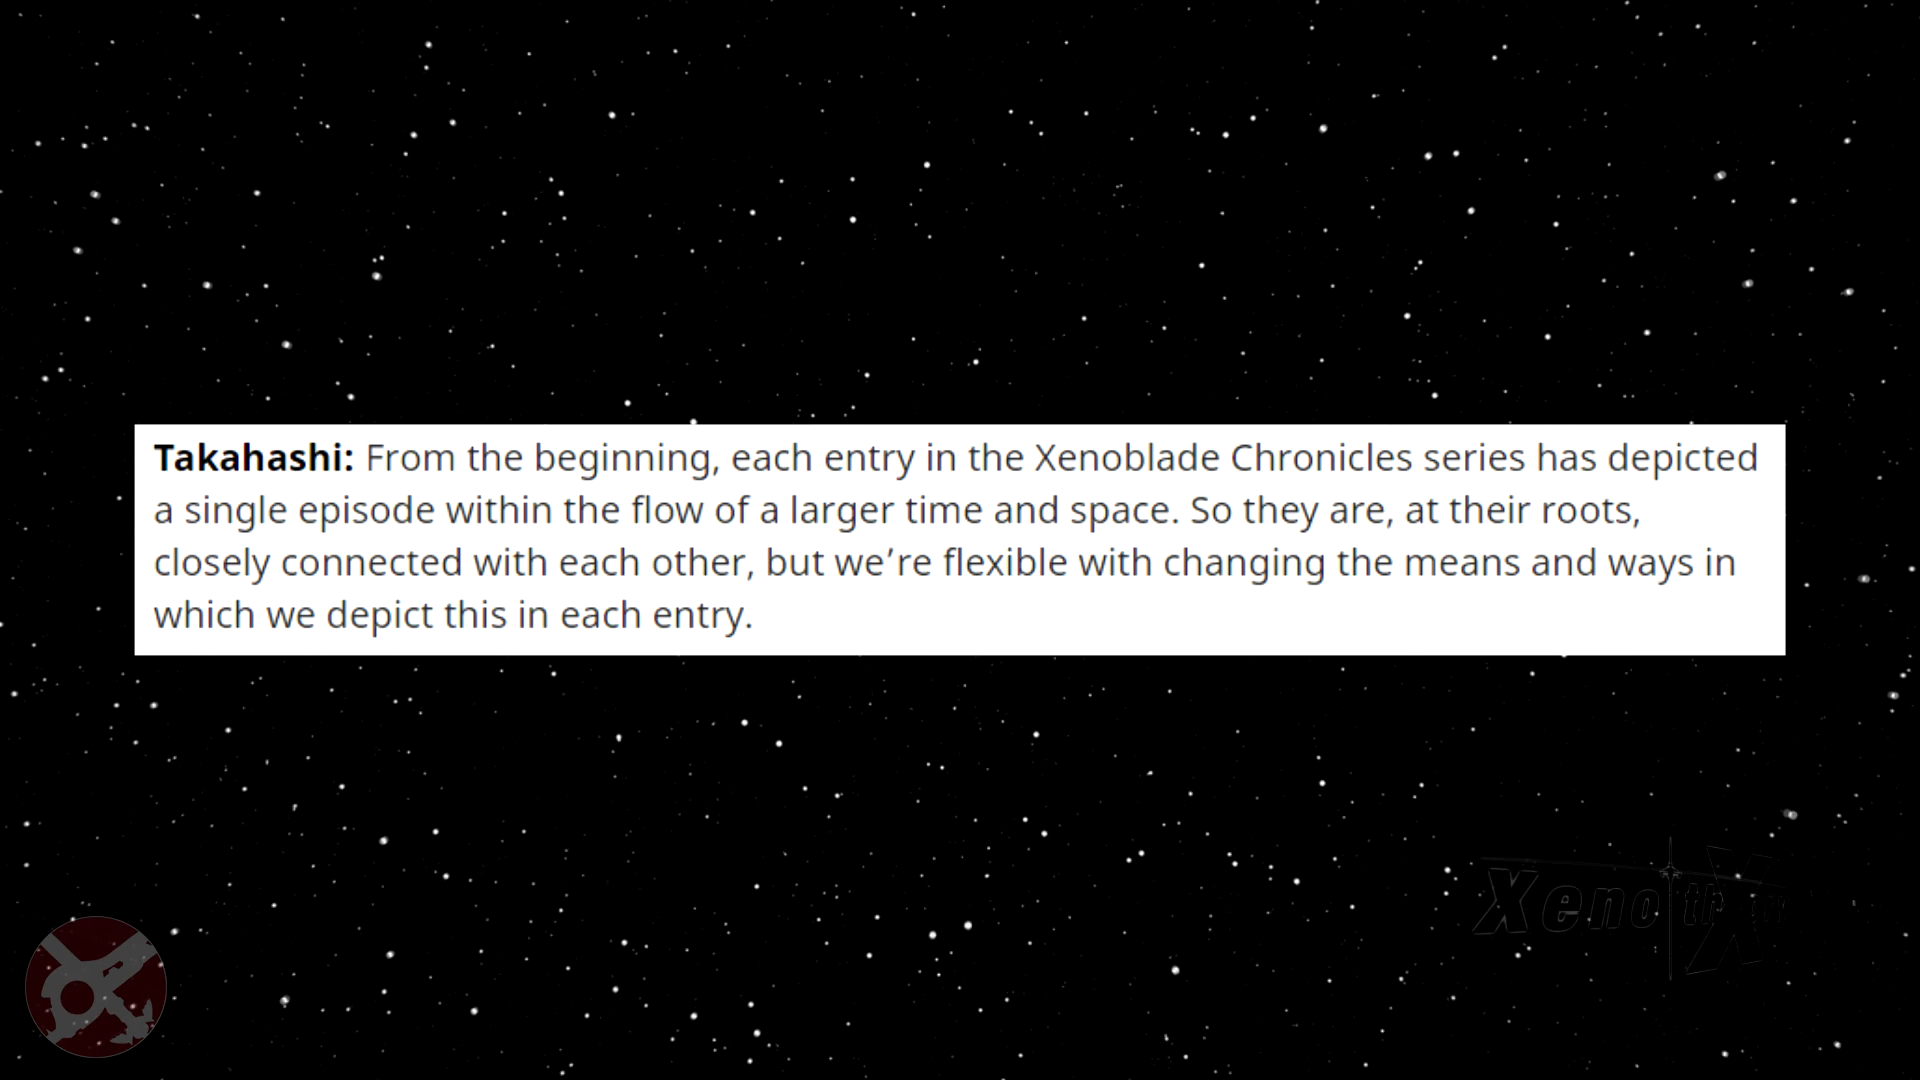 Takahashi: From the beginning, each entry in the Xenoblade Chronicles series has depicted
a single episode within the flow of a larger time and space. So they are, at their roots,
closely connected with each other, but we’re flexible with changing the means and ways in
which we depict this in each entry.
Xeno